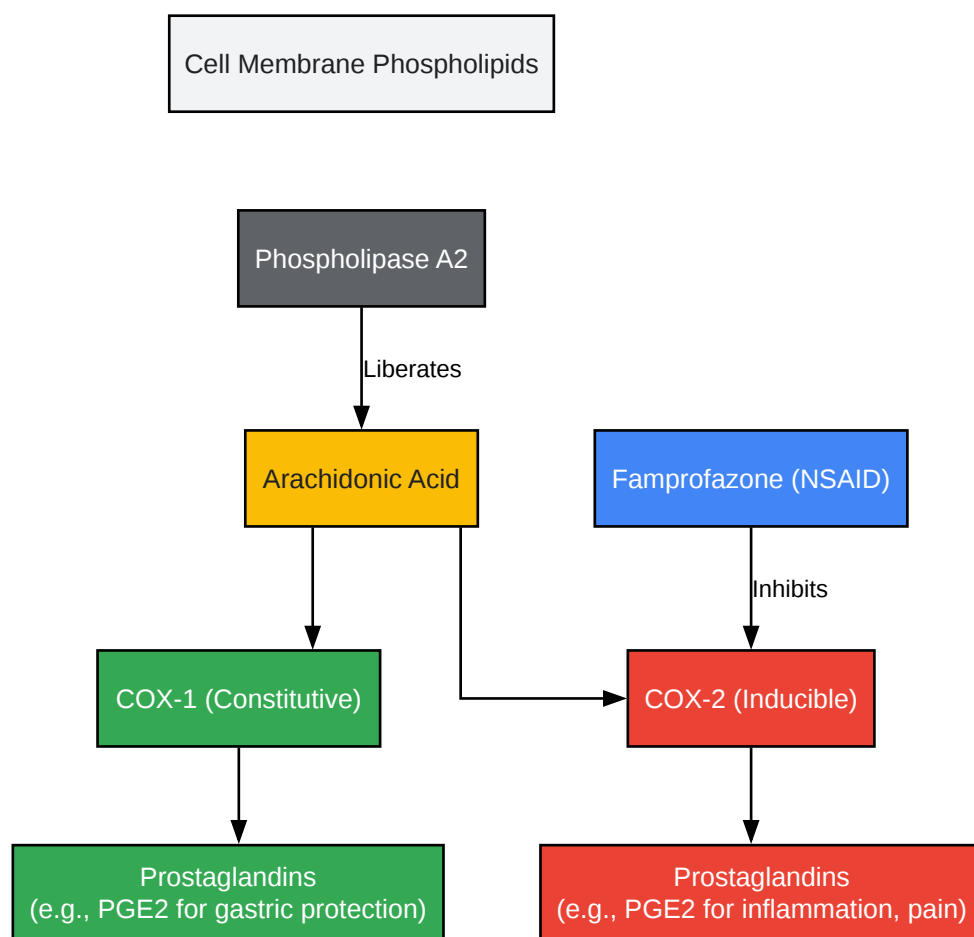 Cell Membrane Phospholipids
Phospholipase A2
Liberates
Arachidonic Acid
Famprofazone (NSAID)
Inhibits
COX-1 (Constitutive)
COX-2 (Inducible)
Prostaglandins
(e.g., PGE2 for gastric protection)
Prostaglandins
(e.g., PGE2 for inflammation, pain)